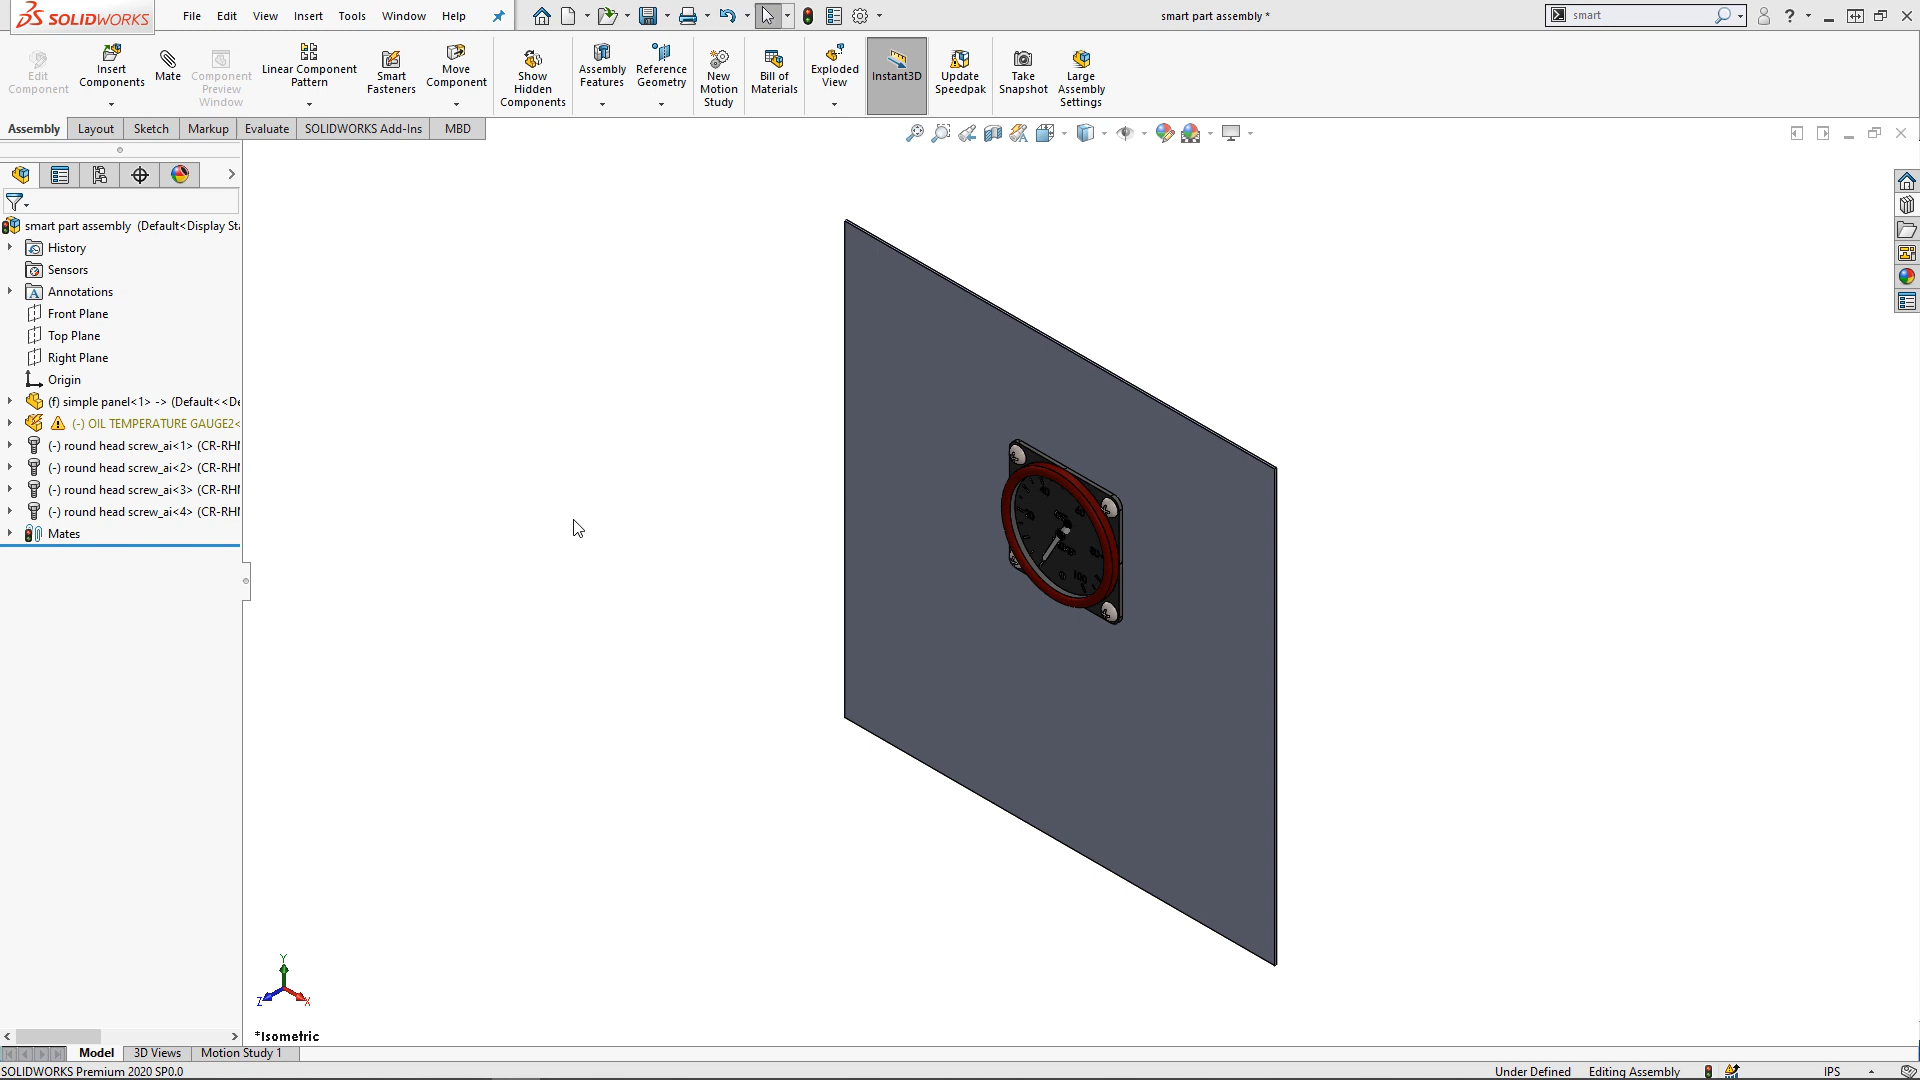 SOLIDWORKS File Edit View Insert Tools Window Help smart part assembly * smart ?
Edit Component
Insert Components
Mate
Component Preview Window
Linear Component Pattern
Smart Fasteners
Move Component
Show Hidden Components
Assembly Features
Reference Geometry
New Motion Study
Bill of Materials
Exploded View
Instant3D
Update Speedpak
Take Snapshot
Large Assembly Settings
Assembly Layout Sketch Markup Evaluate SOLIDWORKS Add-Ins MBD
smart part assembly (Default<Display Sta
History
Sensors
Annotations
Front Plane
Top Plane
Right Plane
Origin
(f) simple panel<1> -> (Default<<De
(-) OIL TEMPERATURE GAUGE2<
(-) round head screw_ai<1> (CR-RHM
(-) round head screw_ai<2> (CR-RHM
(-) round head screw_ai<3> (CR-RHM
(-) round head screw_ai<4> (CR-RHM
Mates
100
Y
Z X
*Isometric
Model 3D Views Motion Study 1
SOLIDWORKS Premium 2020 SP0.0 Under Defined Editing Assembly IPS